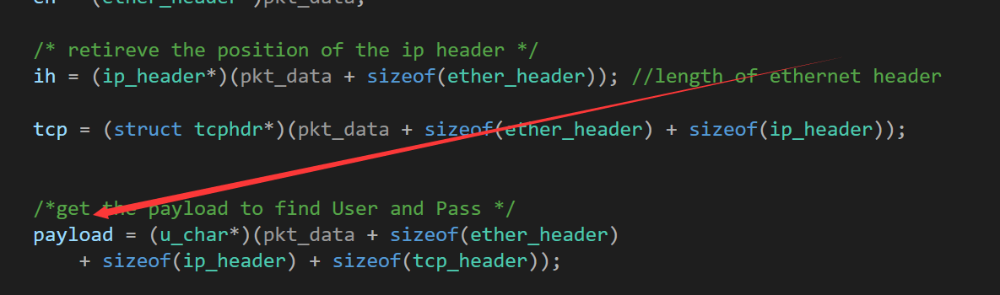 eh = (ether_header*)pkt_data;
/* retireve the position of the ip header */
ih = (ip_header*)(pkt_data + sizeof(ether_header)); //length of ethernet header
tcp = (struct tcphdr*)(pkt_data + sizeof(ether_header) + sizeof(ip_header));
/*get the payload to find User and Pass */
payload = (u_char*)(pkt_data + sizeof(ether_header)
+ sizeof(ip_header) + sizeof(tcp_header));